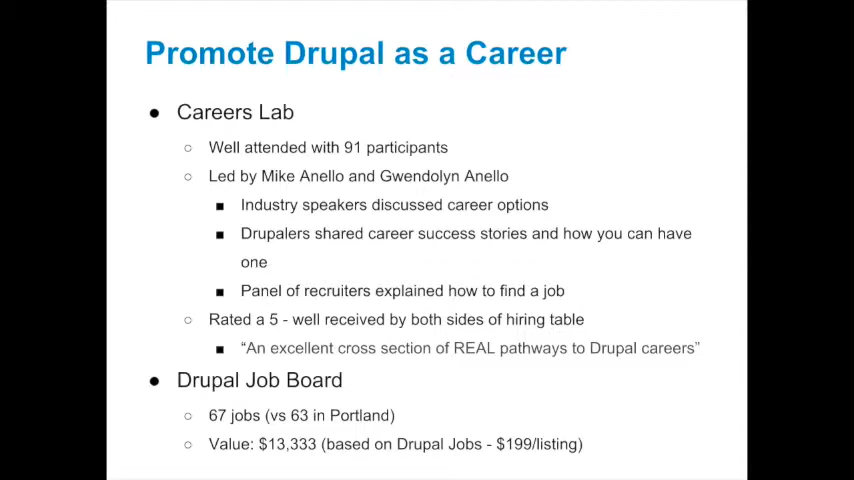 Promote Drupal as a Career
● Careers Lab
○ Well attended with 91 participants
○ Led by Mike Anello and Gwendolyn Anello
■ Industry speakers discussed career options
■ Drupalers shared career success stories and how you can have
one
■ Panel of recruiters explained how to find a job
○ Rated a 5 - well received by both sides of hiring table
■ “An excellent cross section of REAL pathways to Drupal careers”
● Drupal Job Board
○ 67 jobs (vs 63 in Portland)
○ Value: $13,333 (based on Drupal Jobs - $199/listing)